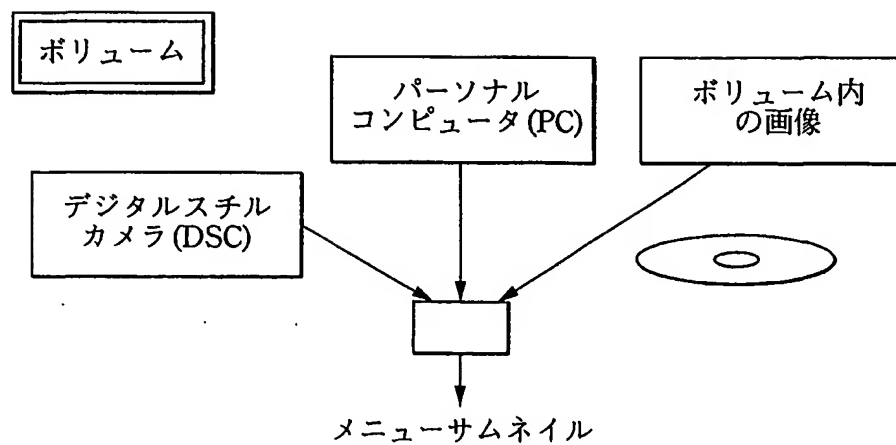 ボリューム
パーソナル
コンピュータ(PC)
ボリューム内
の画像
デジタルスチル
カメラ(DSC)
メニューサムネイル